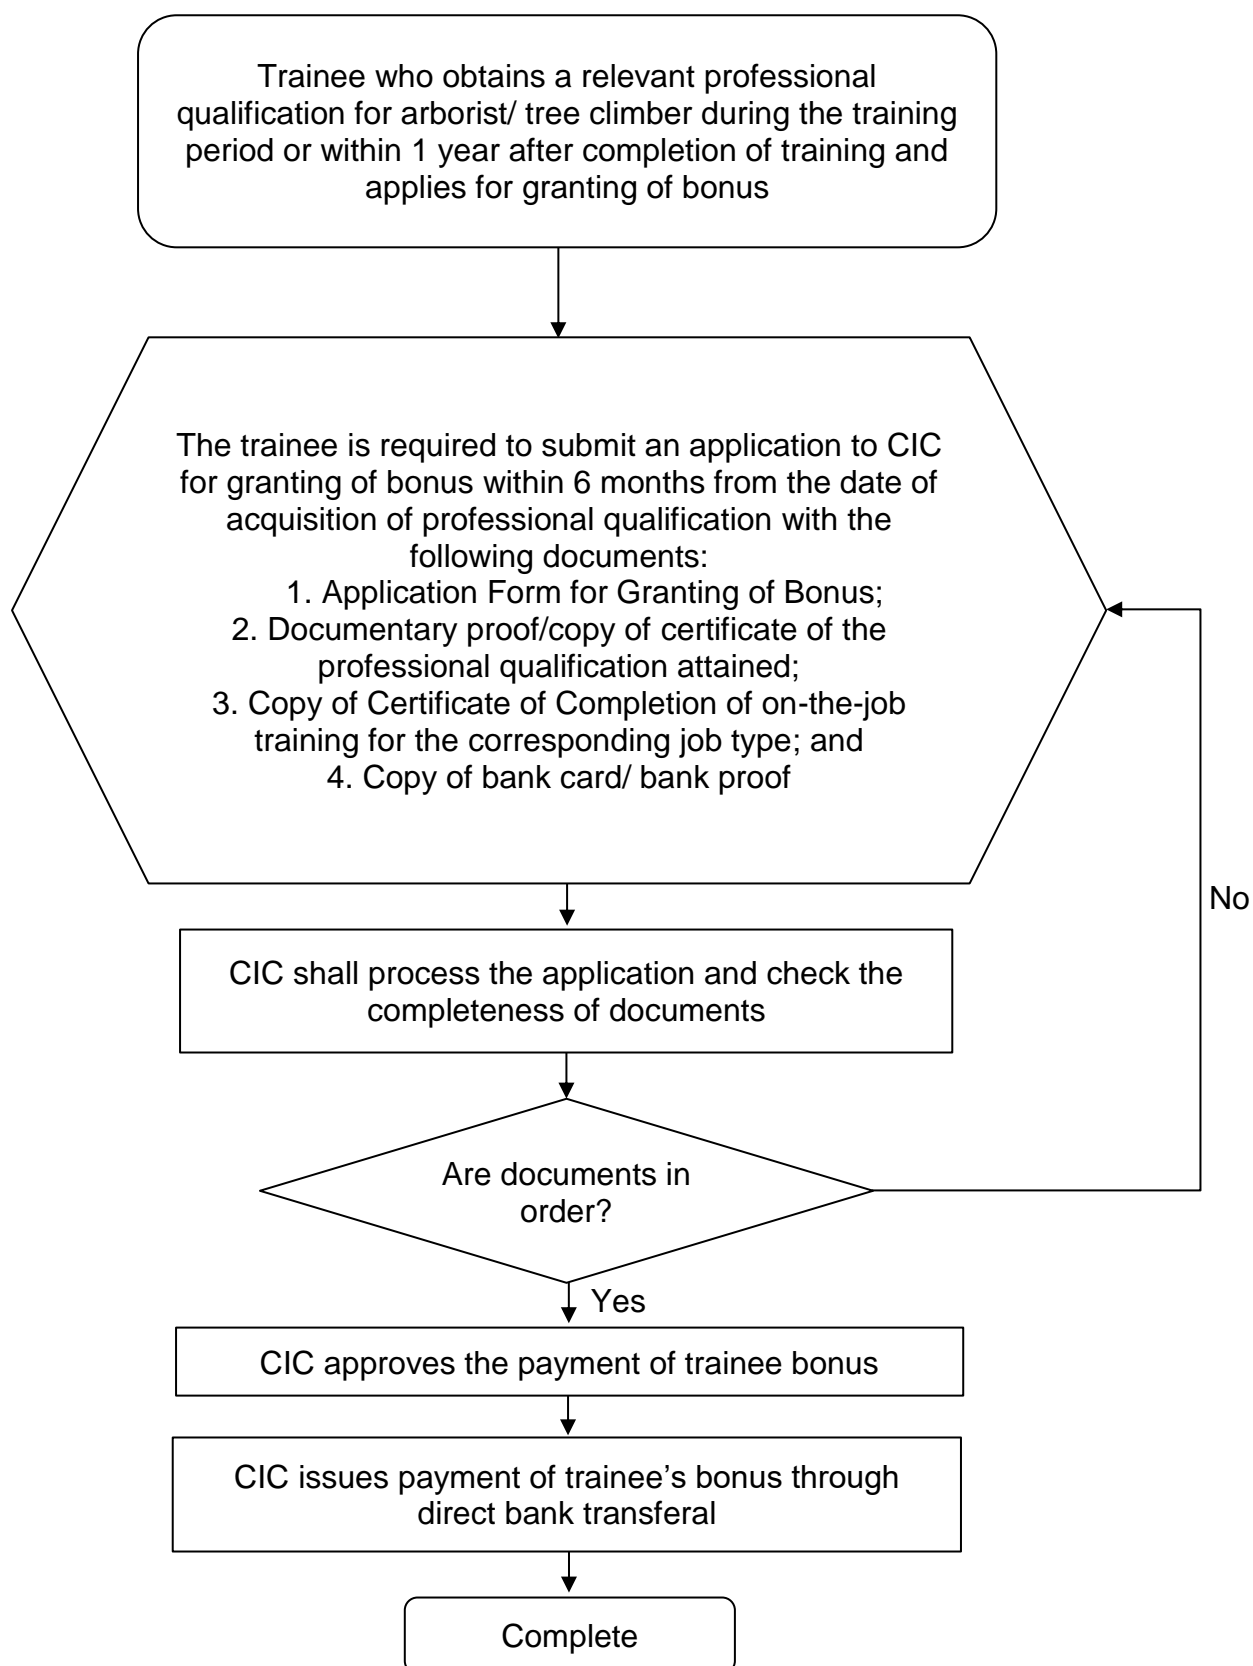 Trainee who obtains a relevant professional
qualification for arborist/ tree climber during the training
period or within 1 year after completion of training and
applies for granting of bonus
The trainee is required to submit an application to CIC
for granting of bonus within 6 months from the date of
acquisition of professional qualification with the
following documents:
1. Application Form for Granting of Bonus;
2. Documentary proof/copy of certificate of the
professional qualification attained;
3. Copy of Certificate of Completion of on-the-job
training for the corresponding job type; and
4. Copy of bank card/ bank proof
No
CIC shall process the application and check the
completeness of documents
Are documents in
order?
Yes
CIC approves the payment of trainee bonus
CIC issues payment of trainee’s bonus through
direct bank transferal
Complete